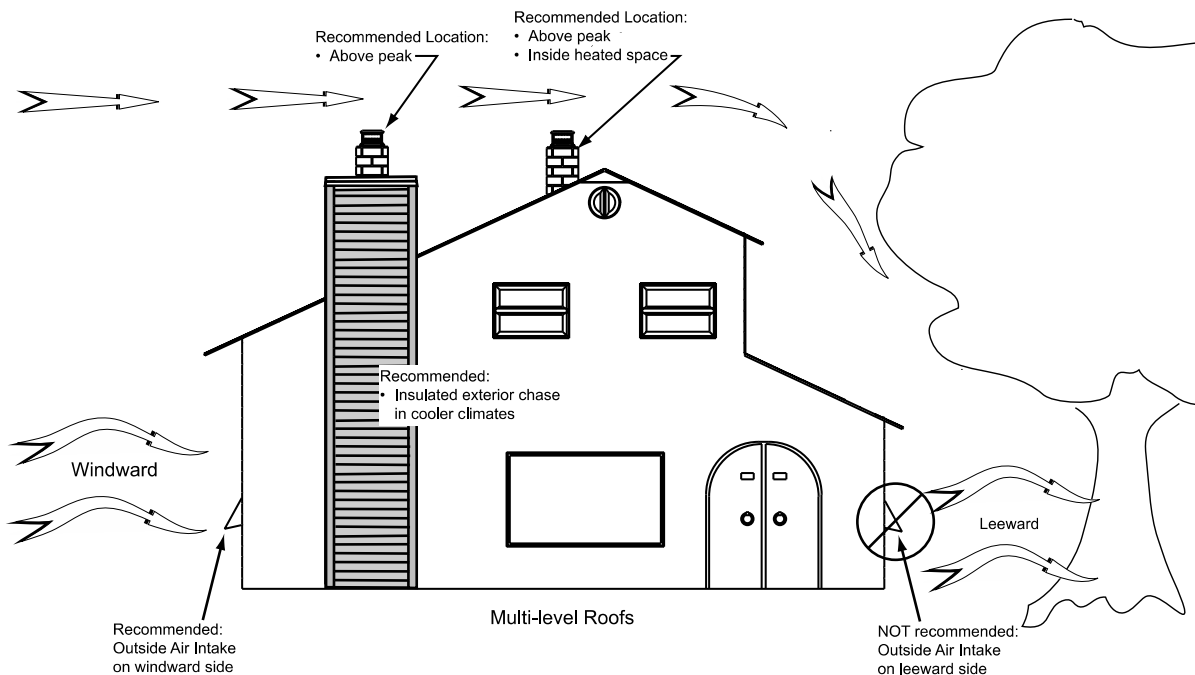 Recommended Location:
• Above peak
Recommended Location:
• Above peak
• Inside heated space
Recommended:
• Insulated exterior chase
in cooler climates
Windward
Leeward
Multi-level Roofs
Recommended:
Outside Air Intake
on windward side
NOT recommended:
Outside Air Intake
on leeward side